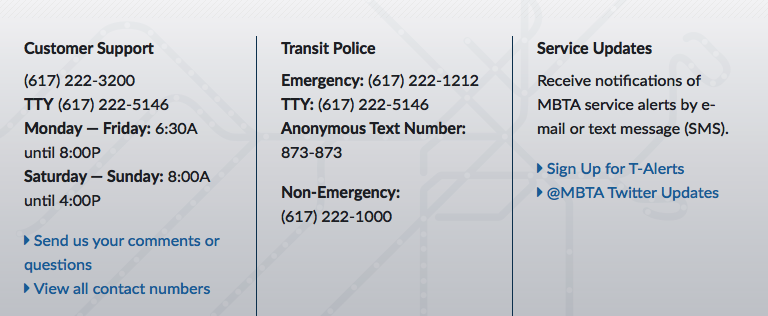 Customer Support
(617) 222-3200
TTY (617) 222-5146
Monday — Friday: 6:30A
until 8:00P
Saturday — Sunday: 8:00A
until 4:00P
Send us your comments or
questions
View all contact numbers
Transit Police
Emergency: (617) 222-1212
TTY: (617) 222-5146
Anonymous Text Number:
873-873
Non-Emergency:
(617) 222-1000
Service Updates
Receive notifications of
MBTA service alerts by e-
mail or text message (SMS).
Sign Up for T-Alerts
@MBTA Twitter Updates